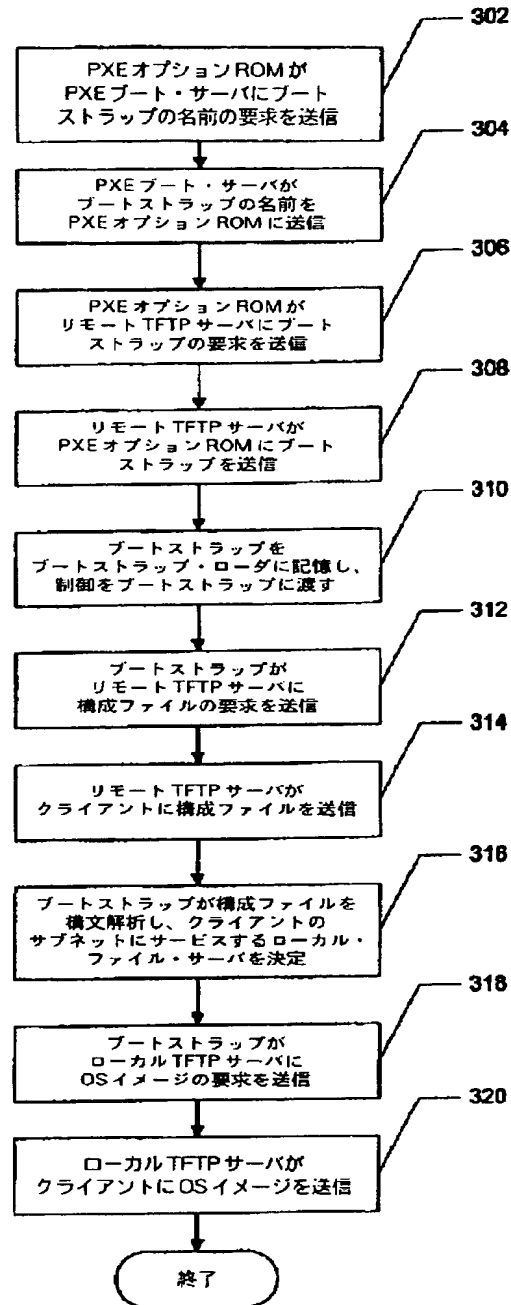 302
PXEオプションROMが
PXEブート・サーバにブート
ストラップの名前の要求を送信
304
PXEブート・サーバが
ブートストラップの名前を
PXEオプションROMに送信
306
PXEオプションROMが
リモートTFTPサーバにブート
ストラップの要求を送信
308
リモートTFTPサーバが
PXEオプションROMにブート
ストラップを送信
310
ブートストラップを
ブートストラップ・ローダに記憶し、
制御をブートストラップに渡す
312
ブートストラップが
リモートTFTPサーバに
構成ファイルの要求を送信
314
リモートTFTPサーバが
クライアントに構成ファイルを送信
316
ブートストラップが構成ファイルを
構文解析し、クライアントの
サブネットにサービスするローカル・
ファイル・サーバを決定
318
ブートストラップが
ローカルTFTPサーバに
OSイメージの要求を送信
320
ローカルTFTPサーバが
クライアントにOSイメージを送信
終了